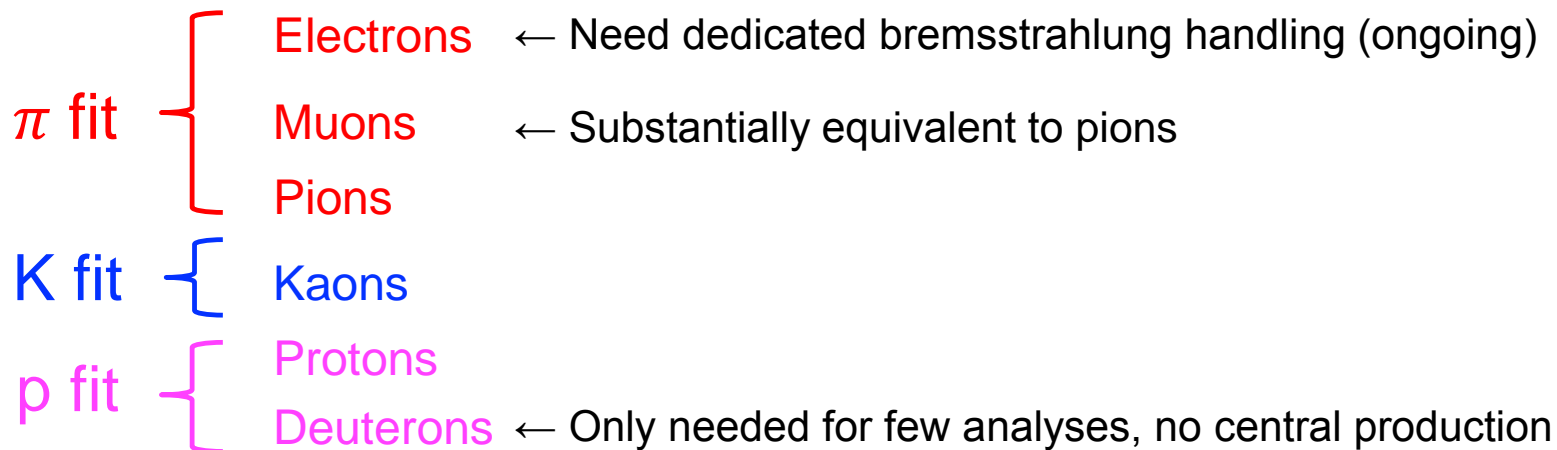 Electrons ← Need dedicated bremsstrahlung handling (ongoing)
π fit Muons ← Substantially equivalent to pions
Pions
K fit Kaons
Protons
p fit
Deuterons ← Only needed for few analyses, no central production